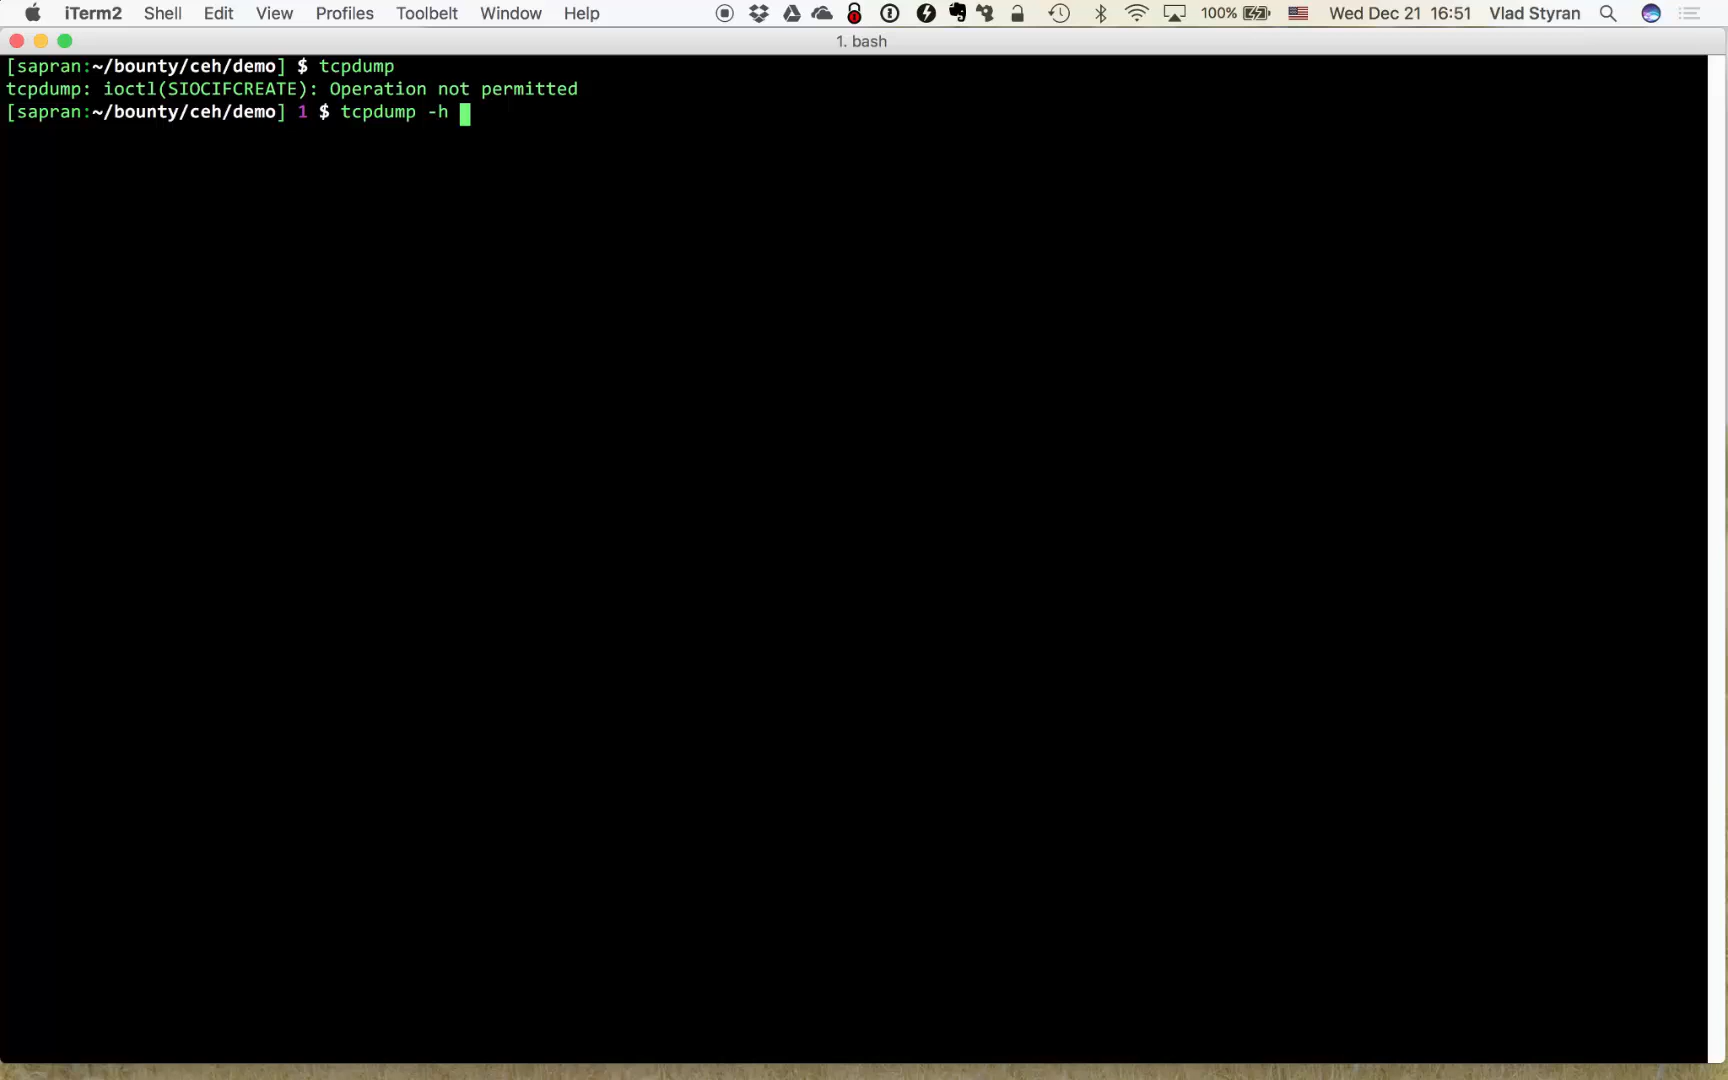 iTerm2 Shell Edit View Profiles Toolbelt Window Help 100% Wed Dec 21 16:51 Vlad Styran
1. bash
[sapran:~/bounty/ceh/demo] $ tcpdump
tcpdump: ioctl(SIOCIFCREATE): Operation not permitted
[sapran:~/bounty/ceh/demo] 1 $ tcpdump -h